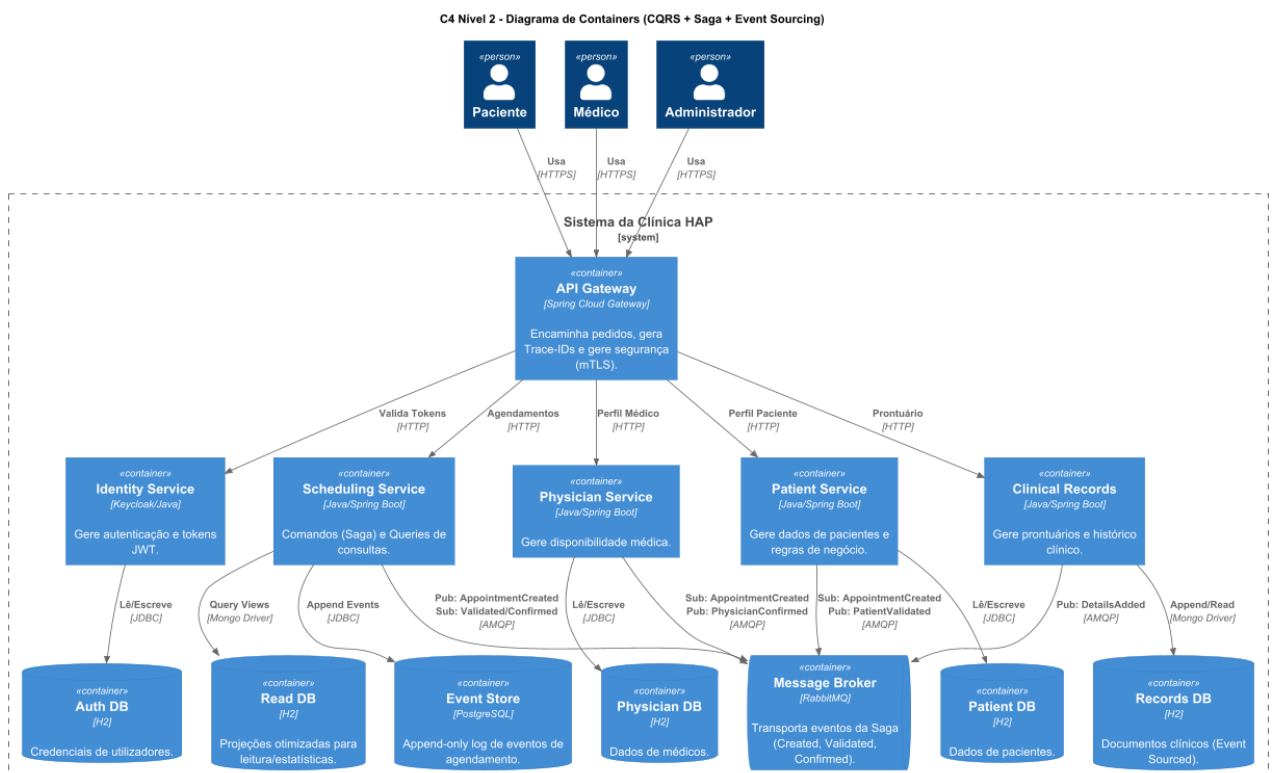 C4 Nível 2 - Diagrama de Containers (CQRS + Saga + Event Sourcing)
«person»
Paciente
«person»
Médico
«person»
Administrador
Usa
[HTTPS]
Usa
[HTTPS]
Usa
[HTTPS]
Sistema da Clínica HAP
[system]
«container»
API Gateway
[Spring Cloud Gateway]
Encaminha pedidos, gera
Trace-IDs e gere segurança
(mTLS).
Valida Tokens
[HTTP]
Agendamentos
[HTTP]
Perfil Médico
[HTTP]
Perfil Paciente
[HTTP]
Prontuário
[HTTP]
«container»
Identity Service
[Keycloak/Java]
Gere autenticação e tokens
JWT.
«container»
Scheduling Service
[Java/Spring Boot]
Comandos (Saga) e Queries de
consultas.
«container»
Physician Service
[Java/Spring Boot]
Gere disponibilidade médica.
«container»
Patient Service
[Java/Spring Boot]
Gere dados de pacientes e
regras de negócio.
«container»
Clinical Records
[Java/Spring Boot]
Gere prontuários e histórico
clínico.
Lê/Escreve
[JDBC]
Query Views
[Mongo Driver]
Append Events
[JDBC]
Pub: AppointmentCreated
Sub: Validated/Confirmed
[AMQP]
Lê/Escreve
[JDBC]
Sub: AppointmentCreated
Pub: PhysicianConfirmed
[AMQP]
Sub: AppointmentCreated
Pub: PatientValidated
[AMQP]
Lê/Escreve
[JDBC]
Pub: DetailsAdded
[AMQP]
Append/Read
[Mongo Driver]
«container»
Auth DB
[H2]
Credenciais de utilizadores.
«container»
Read DB
[H2]
Projeções otimizadas para
leitura/estatísticas.
«container»
Event Store
[PostgreSQL]
Append-only log de eventos de
agendamento.
«container»
Physician DB
[H2]
Dados de médicos.
«container»
Message Broker
[RabbitMQ]
Transporta eventos da Saga
(Created, Validated,
Confirmed).
«container»
Patient DB
[H2]
Dados de pacientes.
«container»
Records DB
[H2]
Documentos clínicos (Event
Sourced).